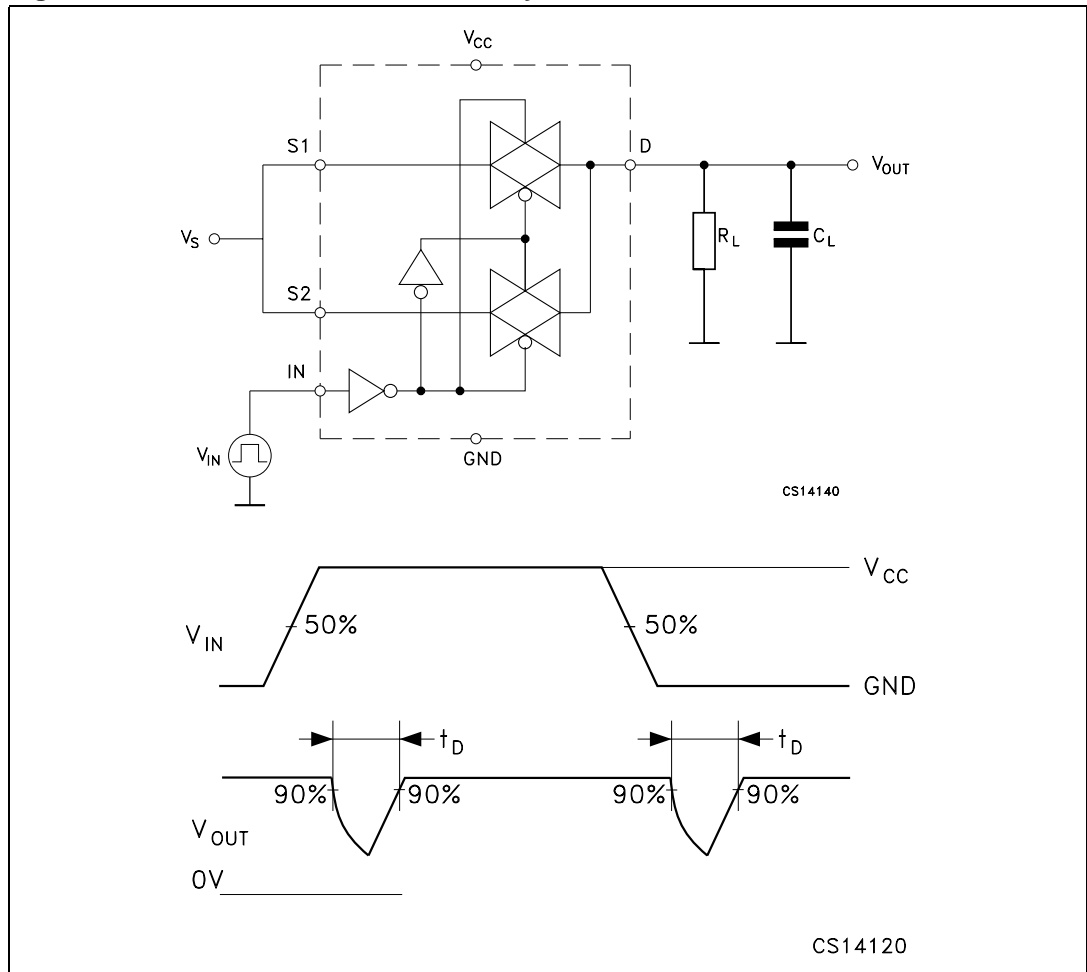 V_CC
S1
D
V_OUT
V_S
R_L
C_L
S2
IN
V_IN
GND
CS14140
V_CC
50%
50%
V_IN
GND
t_D
t_D
90%
90%
90%
90%
V_OUT
0V
CS14120